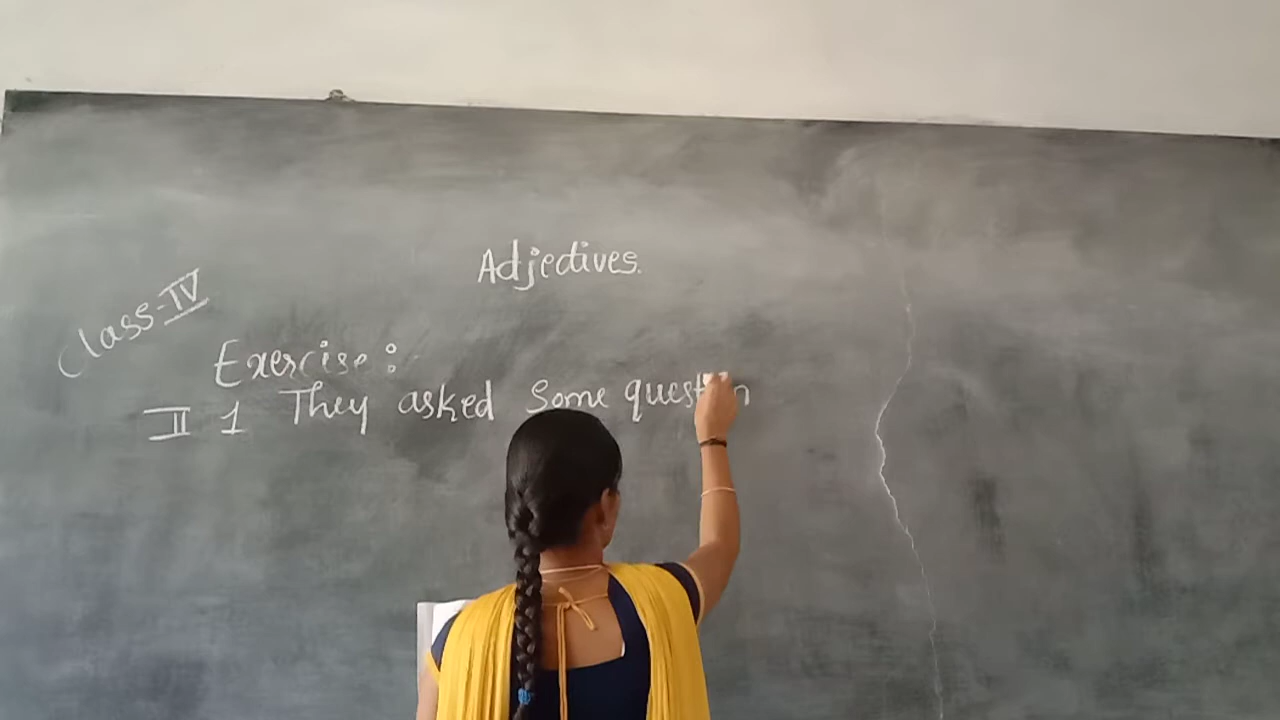 Adjectives.
Class-IV
Exercise:
II 1 They asked Some